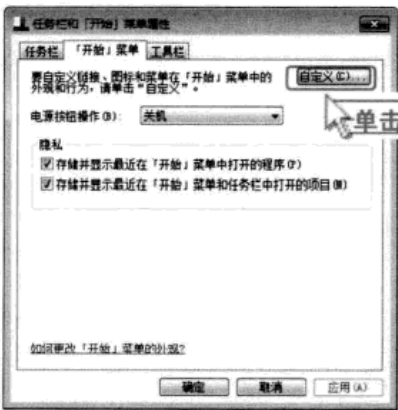 任务栏和「开始」菜单属性
任务栏 「开始」菜单 工具栏
要自定义链接、图标和菜单在「开始」菜单中的
外观和行为，请单击“自定义”。
自定义(C)...
单击
电源按钮操作(B): 关机
隐私
存储并显示最近在「开始」菜单中打开的程序(P)
存储并显示最近在「开始」菜单和任务栏中打开的项目(M)
如何更改「开始」菜单的外观?
确定 取消 应用(A)